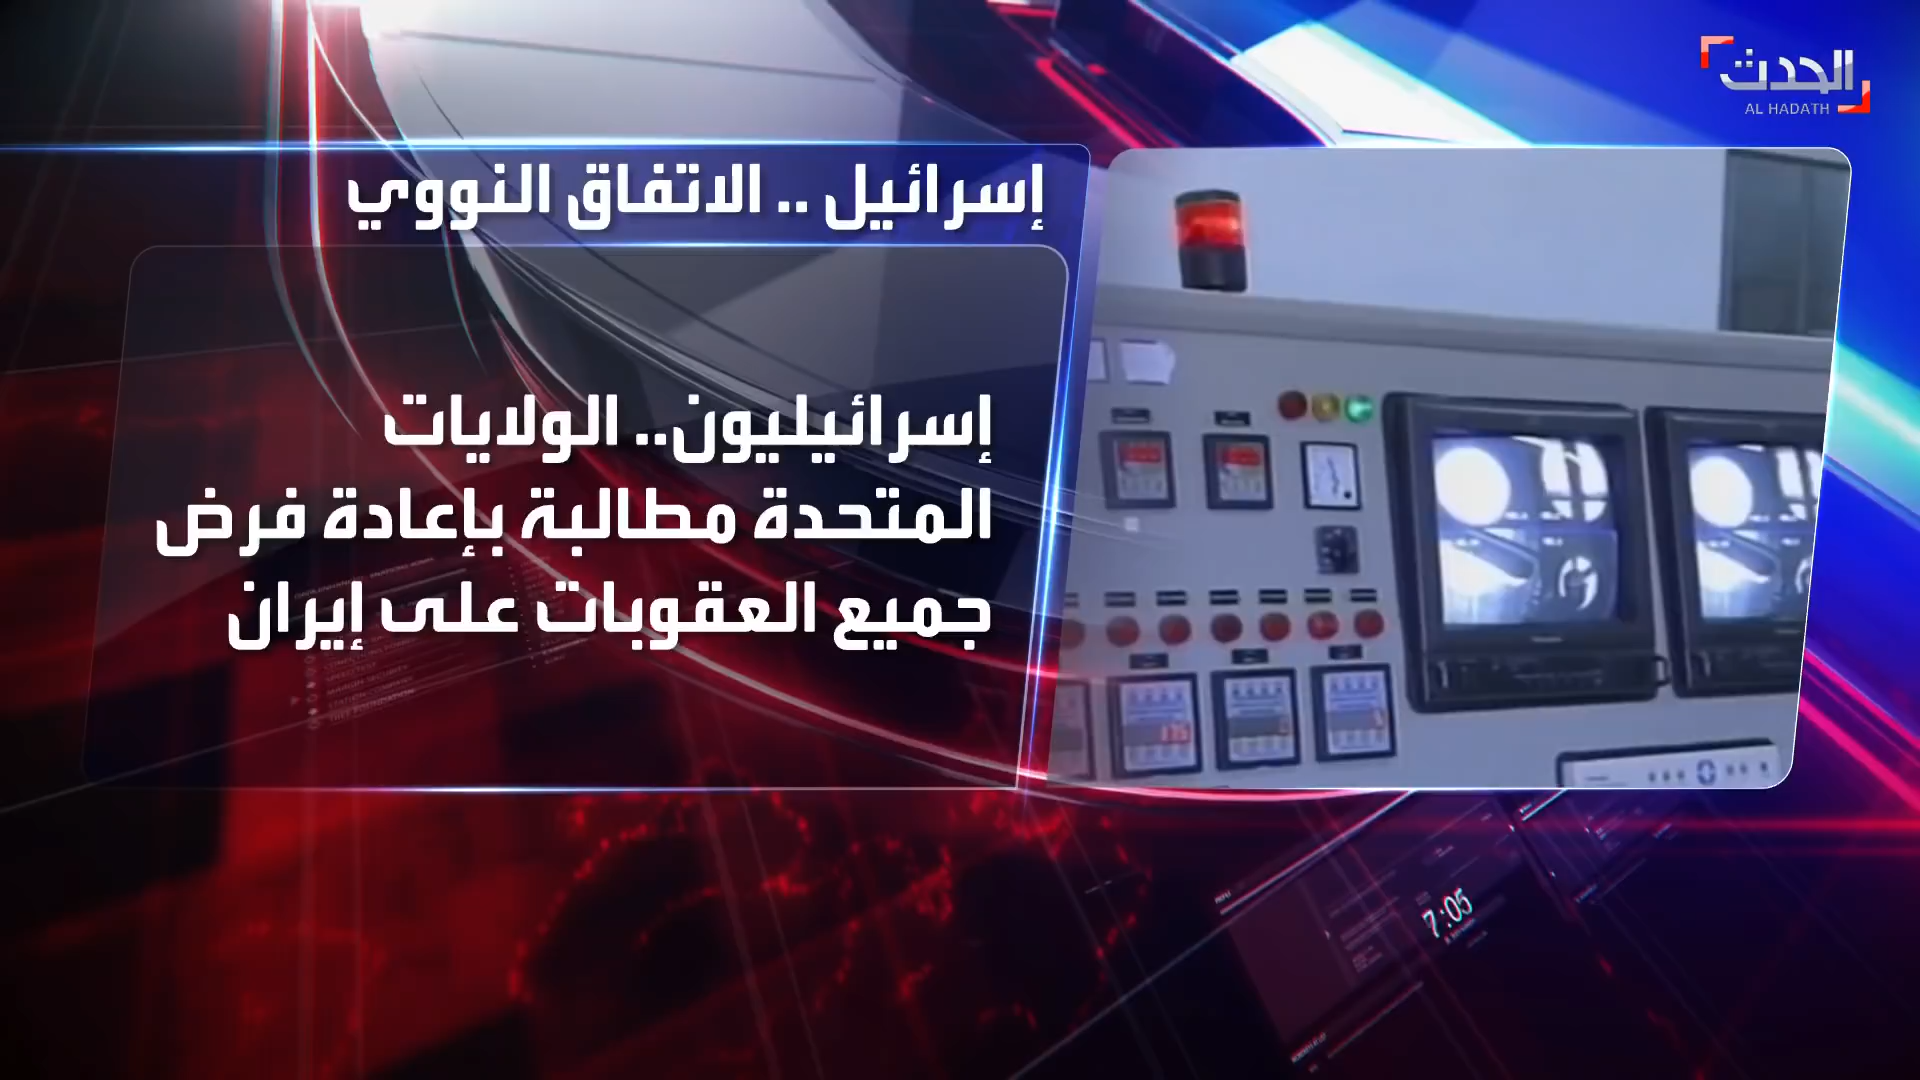 الحدث
AL HADATH
إسرائيل .. الاتفاق النووي
إسرائيليون.. الولايات
المتحدة مطالبة بإعادة فرض
جميع العقوبات على إيران
7:05